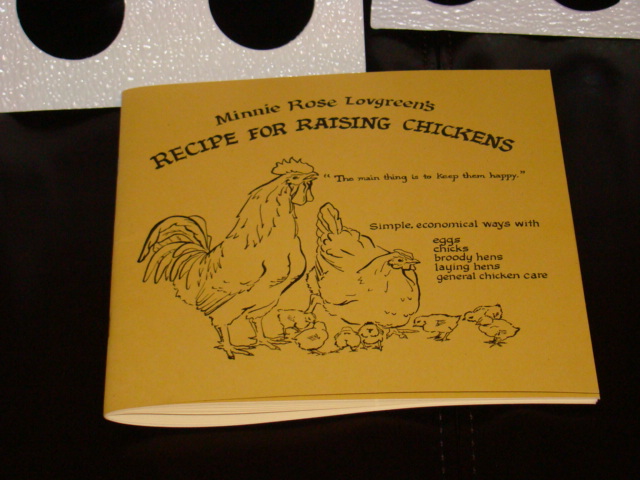 Minnie Rose Lovgreen's
RECIPE FOR RAISING CHICKENS
"The main thing is to keep them happy."
Simple, economical ways with
eggs
chicks
broody hens
laying hens
general chicken care